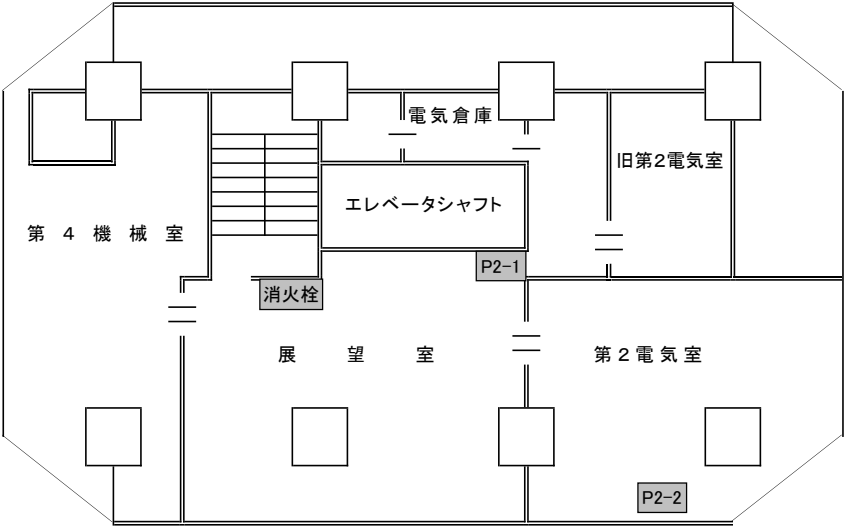 電気倉庫
旧第2電気室
エレベータシャフト
第4機械室
P2-1
消火栓
展望室
第2電気室
P2-2